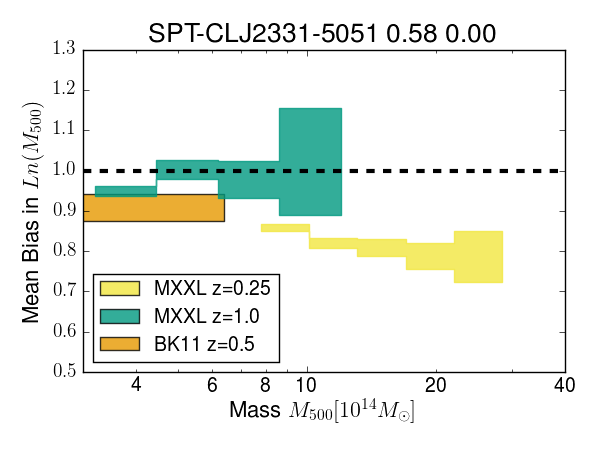 SPT-CLJ2331-5051 0.58 0.00
1.3
1.2
1.1
1.0
0.9
0.8
0.7
0.6
0.5
Mean Bias in Ln(M500)
MXXL z=0.25
MXXL z=1.0
BK11 z=0.5
4 6 8 10 20 40
Mass M500[10^14 M⊙]